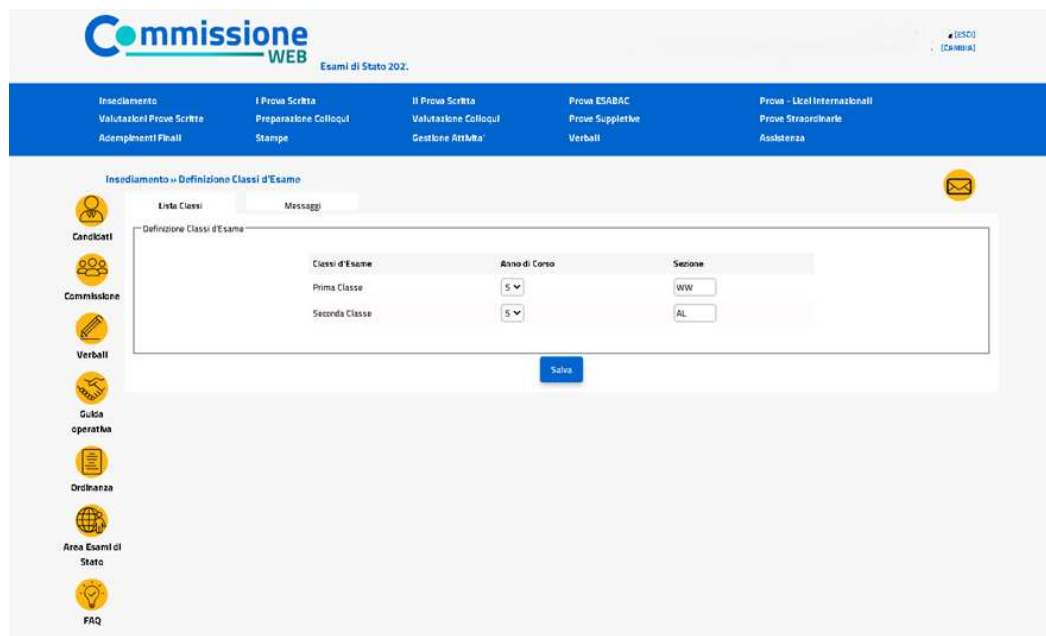 Commissione
WEB
Esami di Stato 202.
[ESCI]
[CAMBIA]
Insediamento I Prova Scritta II Prova Scritta Prova ESABAC Prova - Licei Internazionali
Valutazioni Prove Scritte Preparazione Colloqui Valutazione Colloqui Prove Suppletive Prove Straordinarie
Adempimenti Finali Stampe Gestione Attivita' Verbali Assistenza
Insediamento » Definizione Classi d'Esame
Lista Classi Messaggi
Definizione Classi d'Esame
Classi d'Esame Anno di Corso Sezione
Prima Classe 5 WW
Seconda Classe 5 AL
Salva
Candidati
Commissione
Verbali
Guida
operativa
Ordinanza
Area Esami di
Stato
FAQ